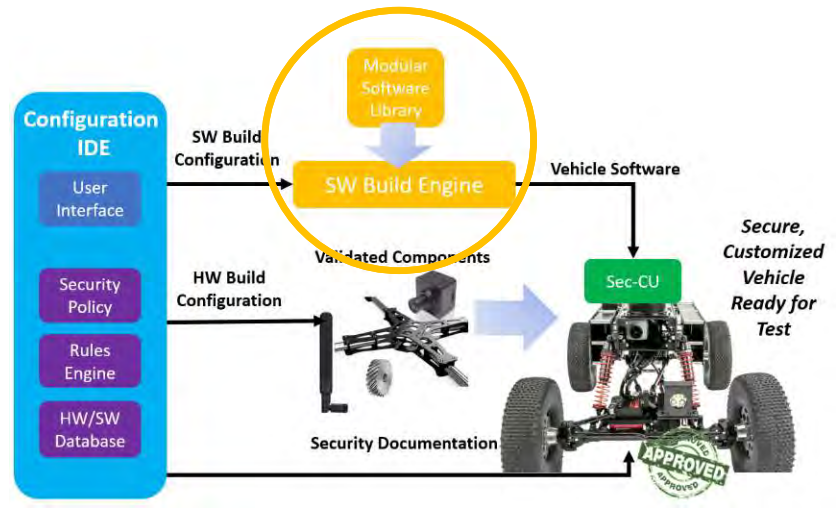 Configuration
IDE
User
Interface
Security
Policy
Rules
Engine
HW/SW
Database
SW Build
Configuration
Modular
Software
Library
SW Build Engine
Vehicle Software
HW Build
Configuration
Validated Components
Sec-CU
Secure,
Customized
Vehicle
Ready for
Test
Security Documentation
APPROVED
APPROVED
APPROVED